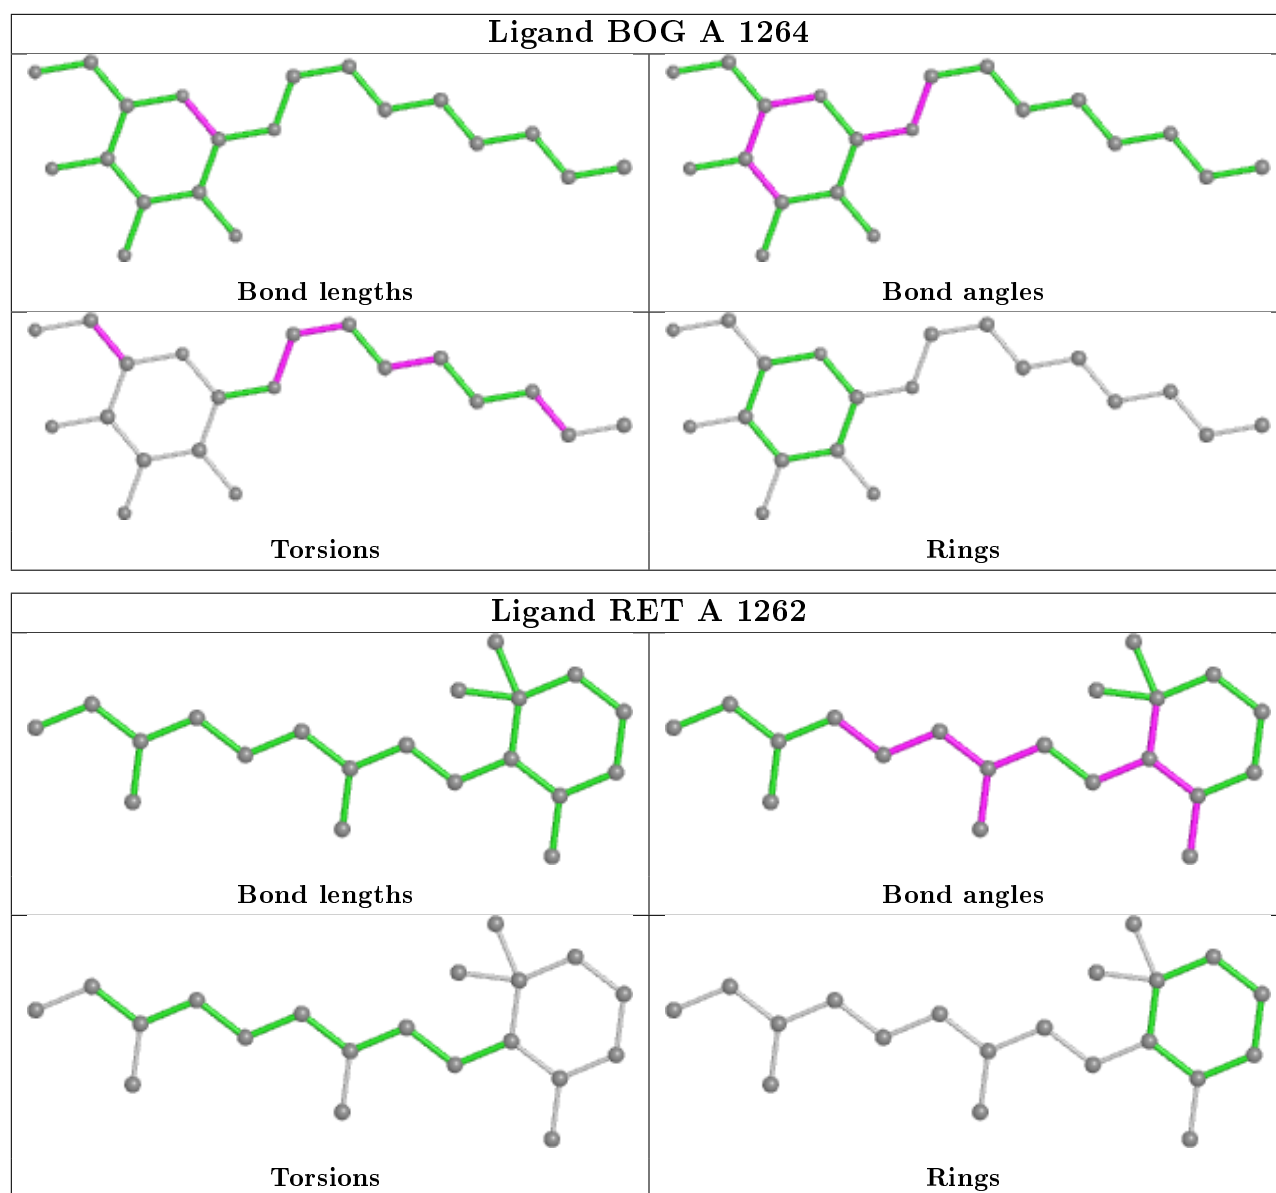 Ligand BOG A 1264
Bond lengths
Bond angles
Torsions
Rings
Ligand RET A 1262
Bond lengths
Bond angles
Torsions
Rings